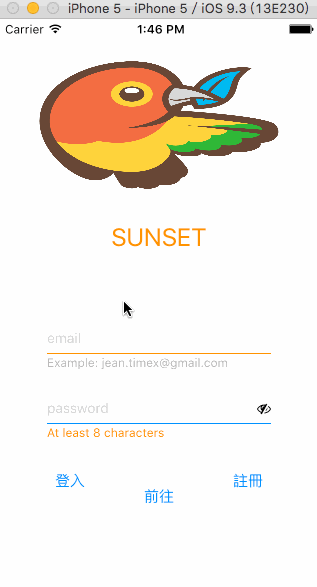 iPhone 5 - iPhone 5 / iOS 9.3 (13E230)
Carrier 1:46 PM
SUNSET
email
Example: jean.timex@gmail.com
password
At least 8 characters
登入 註冊
前往